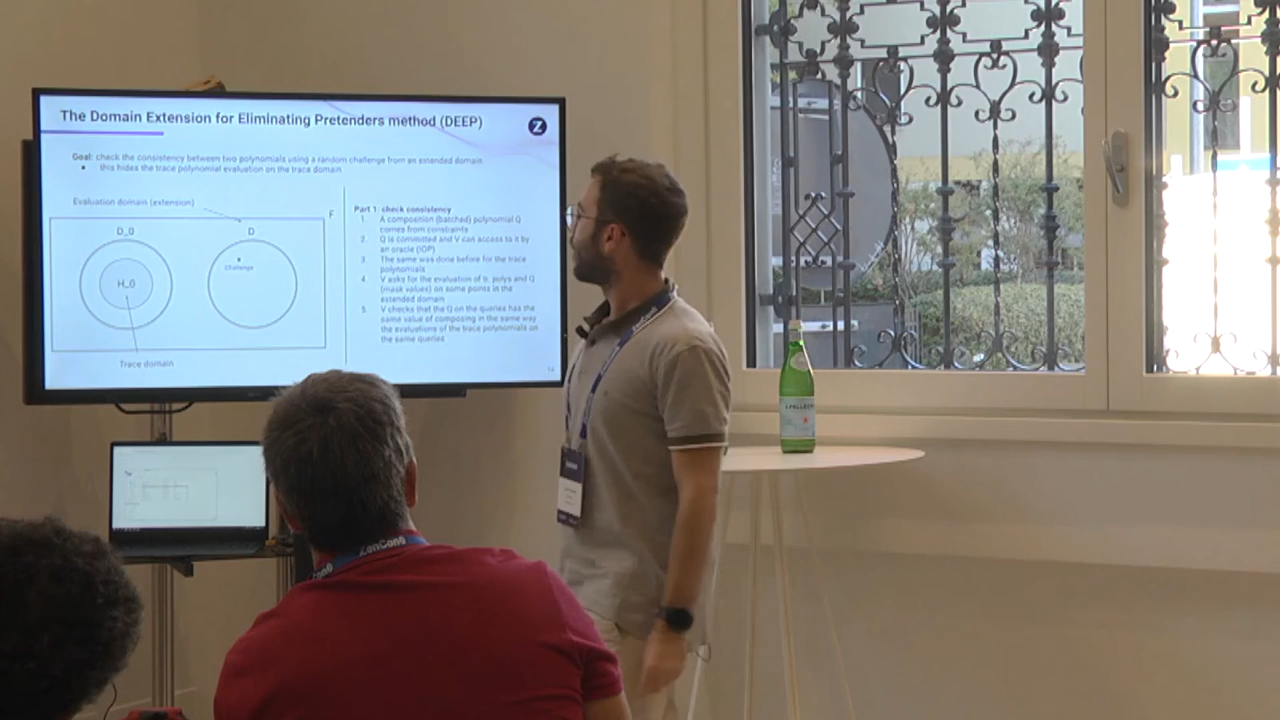 The Domain Extension for Eliminating Pretenders method (DEEP)
Z
Goal: check the consistency between two polynomials using a random challenge from an extended domain
• this hides the trace polynomial evaluation on the trace domain
Evaluation domain (extension)
F
D_0
D
Challenge
H_0
Trace domain
Part 1: check consistency
1. A composition (batched) polynomial Q
comes from constraints
2. Q is committed and V can access to it by
an oracle (IOP)
3. The same was done before for the trace
polynomials
4. V asks for the evaluation of tr. polys and Q
(mask values) on some points in the
extended domain
5. V checks that the Q on the queries has the
same value of composing in the same way
the evaluations of the trace polynomials on
the same queries
14
ZenCon0
ZenCon0
S.PELLEGR